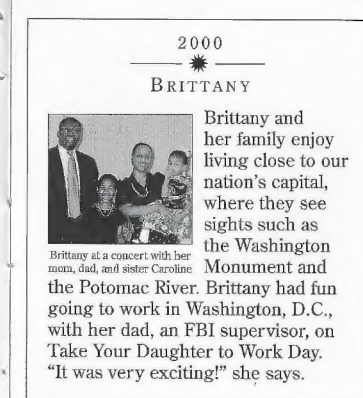 2000
BRITTANY
Brittany and
her family enjoy
living close to our
nation's capital,
where they see
sights such as
the Washington
Monument and
Brittany at a concert with her
mom, dad, and sister Caroline
the Potomac River. Brittany had fun
going to work in Washington, D.C.,
with her dad, an FBI supervisor, on
Take Your Daughter to Work Day.
"It was very exciting!" she says.